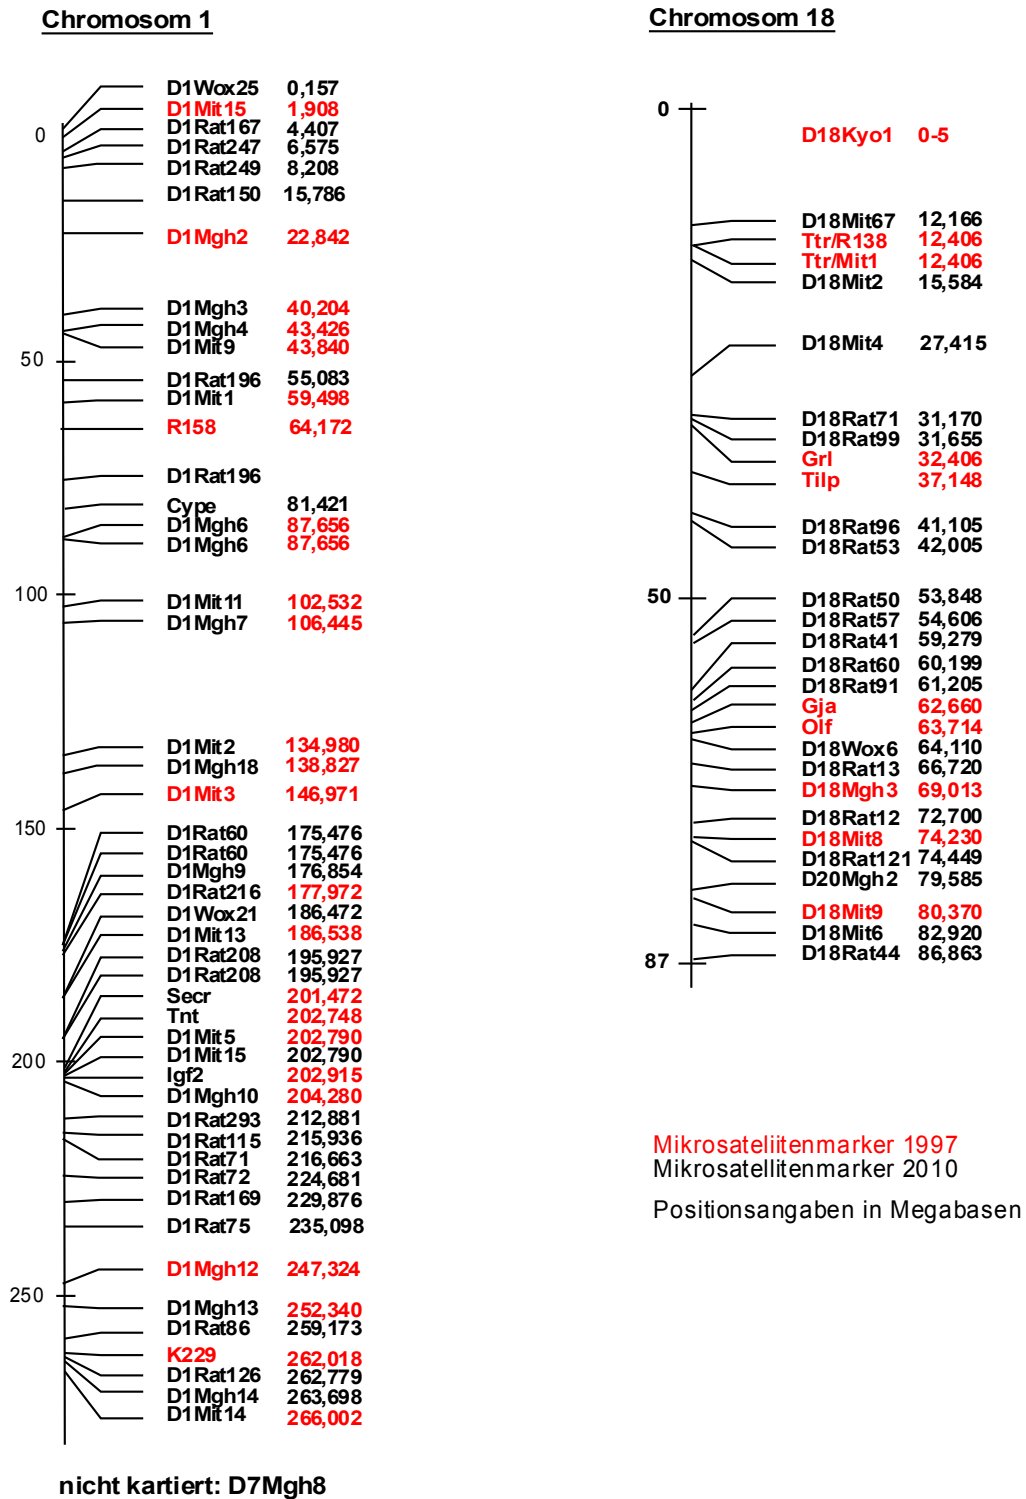 Chromosom 1
D1Wox25 0,157
D1Mit15 1,908
D1Rat167 4,407
0
D1Rat247 6,575
D1Rat249 8,208
D1Rat150 15,786
D1Mgh2 22,842
D1Mgh3 40,204
D1Mgh4 43,426
D1Mit9 43,840
50
D1Rat196 55,083
D1Mit1 59,498
R158 64,172
D1Rat196
Cype 81,421
D1Mgh6 87,656
D1Mgh6 87,656
100
D1Mit11 102,532
D1Mgh7 106,445
D1Mit2 134,980
D1Mgh18 138,827
D1Mit3 146,971
150
D1Rat60 175,476
D1Rat60 175,476
D1Mgh9 176,854
D1Rat216 177,972
D1Wox21 186,472
D1Mit13 186,538
D1Rat208 195,927
D1Rat208 195,927
Secr 201,472
Tnt 202,748
D1Mit5 202,790
D1Mit15 202,790
200
Igf2 202,915
D1Mgh10 204,280
D1Rat293 212,881
D1Rat115 215,936
D1Rat71 216,663
D1Rat72 224,681
D1Rat169 229,876
D1Rat75 235,098
D1Mgh12 247,324
250
D1Mgh13 252,340
D1Rat86 259,173
K229 262,018
D1Rat126 262,779
D1Mgh14 263,698
D1Mit14 266,002
nicht kartiert: D7Mgh8
Chromosom 18
0
D18Kyo1 0-5
D18Mit67 12,166
Ttr/R138 12,406
Ttr/Mit1 12,406
D18Mit2 15,584
D18Mit4 27,415
D18Rat71 31,170
D18Rat99 31,655
Grl 32,406
Tilp 37,148
D18Rat96 41,105
D18Rat53 42,005
50
D18Rat50 53,848
D18Rat57 54,606
D18Rat41 59,279
D18Rat60 60,199
D18Rat91 61,205
Gja 62,660
Olf 63,714
D18Wox6 64,110
D18Rat13 66,720
D18Mgh3 69,013
D18Rat12 72,700
D18Mit8 74,230
D18Rat121 74,449
D20Mgh2 79,585
D18Mit9 80,370
D18Mit6 82,920
D18Rat44 86,863
87
Mikrosateliitenmarker 1997
Mikrosatellitenmarker 2010
Positionsangaben in Megabasen